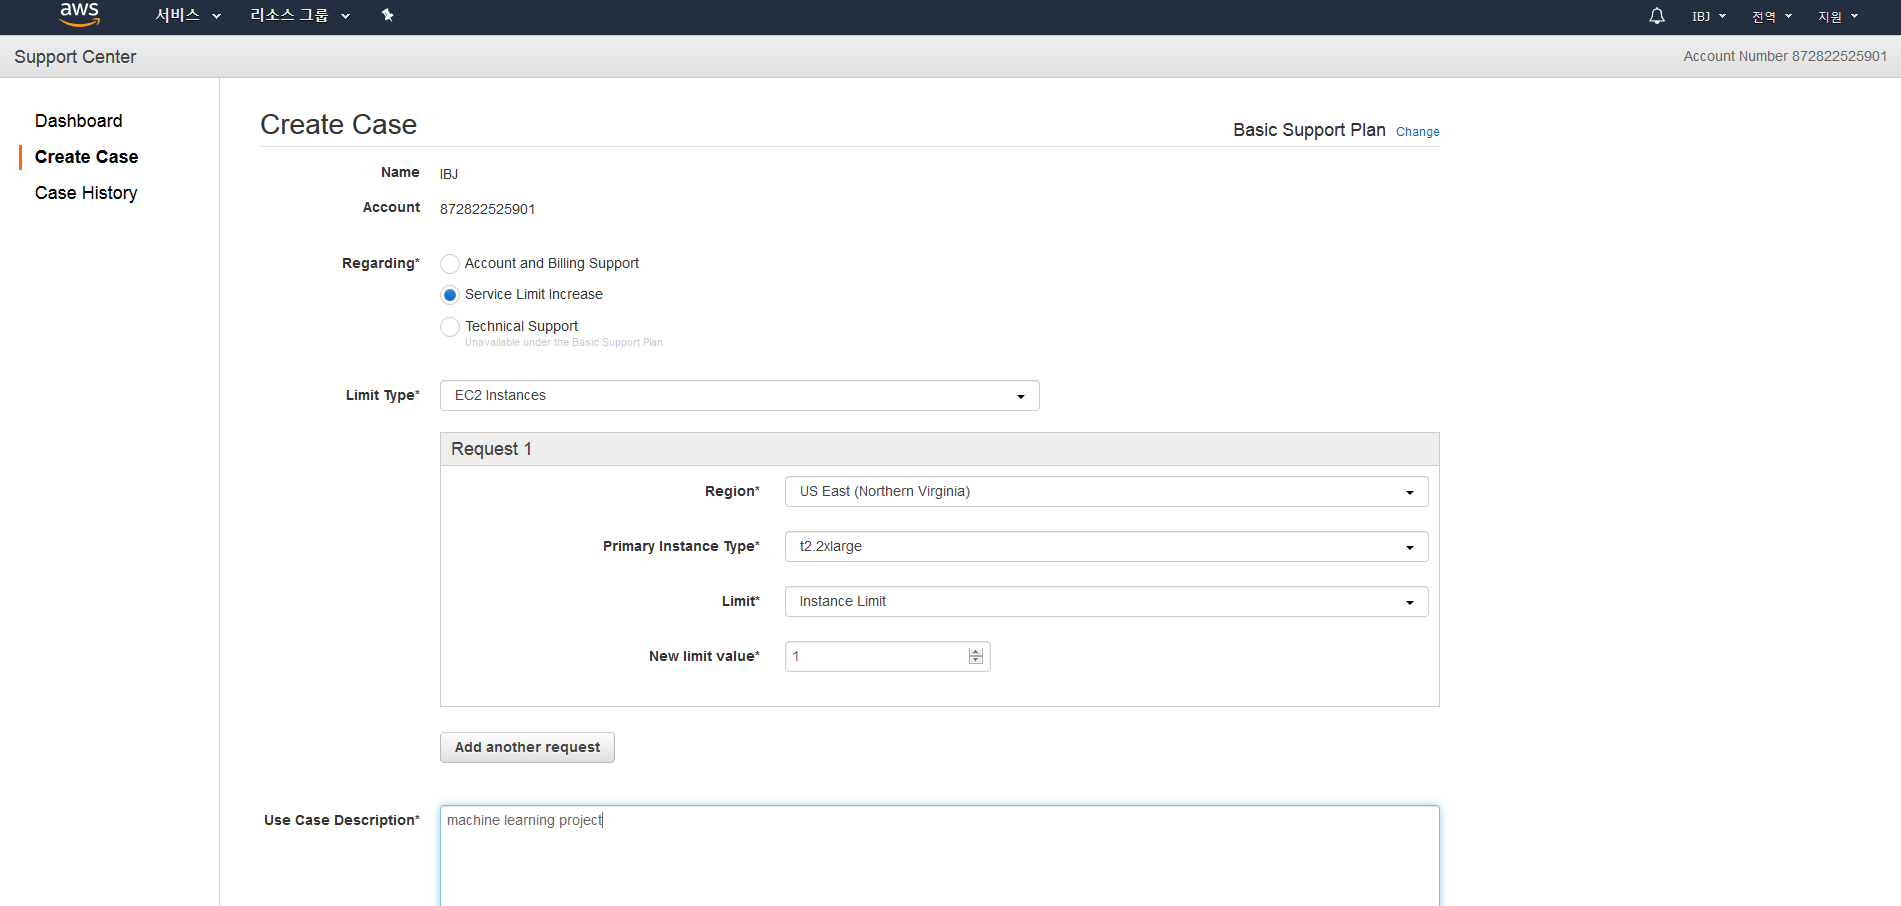 aws 서비스 리소스 그룹 IBJ 전역 지원
Support Center Account Number 872822525901
Dashboard
Create Case
Case History
Create Case Basic Support Plan Change
Name IBJ
Account 872822525901
Regarding* Account and Billing Support
Service Limit Increase
Technical Support
Unavailable under the Basic Support Plan
Limit Type* EC2 Instances
Request 1
Region* US East (Northern Virginia)
Primary Instance Type* t2.2xlarge
Limit* Instance Limit
New limit value* 1
Add another request
Use Case Description* machine learning project